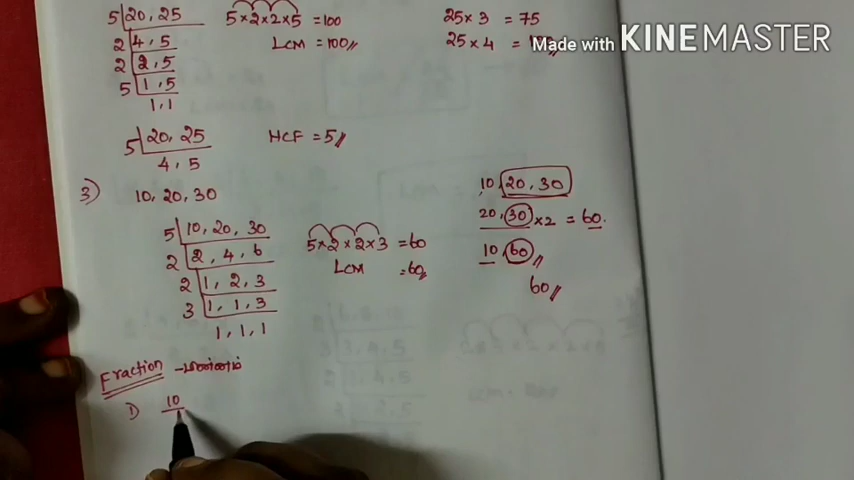 5 | 20, 25
2 | 4, 5
2 | 2, 5
5 | 1, 5
1, 1
5×2×2×5 = 100
Lcm = 100//
25×3 = 75
25×4 =
Made with KINEMASTER
5 | 20, 25
4, 5
HCF = 5//
3) 10, 20, 30
5 | 10, 20, 30
2 | 2, 4, 6
2 | 1, 2, 3
3 | 1, 1, 3
1, 1, 1
5×2×2×3 = 60
Lcm = 60//
10, 20, 30
20, 30 ×2 = 60.
10, 60//
60//
Fraction - பின்னம்
1) 10